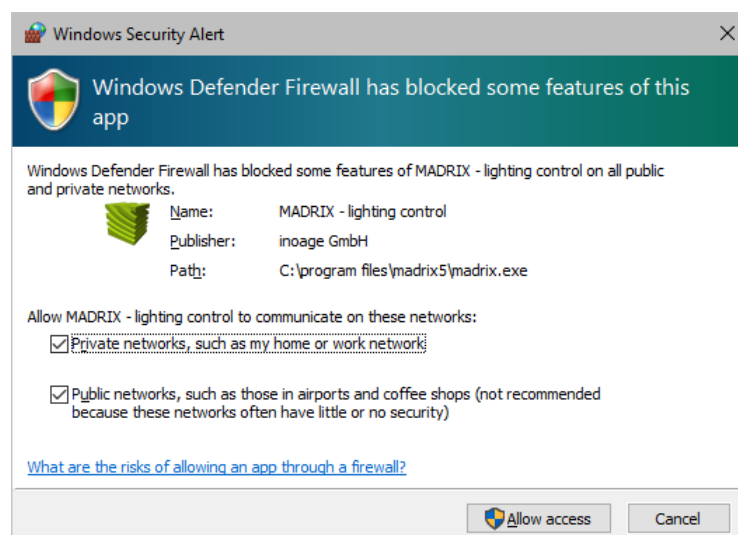 Windows Security Alert
Windows Defender Firewall has blocked some features of this
app
Windows Defender Firewall has blocked some features of MADRIX - lighting control on all public
and private networks.
Name: MADRIX - lighting control
Publisher: inoage GmbH
Path: C:\program files\madrix5\madrix.exe
Allow MADRIX - lighting control to communicate on these networks:
Private networks, such as my home or work network
Public networks, such as those in airports and coffee shops (not recommended
because these networks often have little or no security)
What are the risks of allowing an app through a firewall?
Allow access Cancel